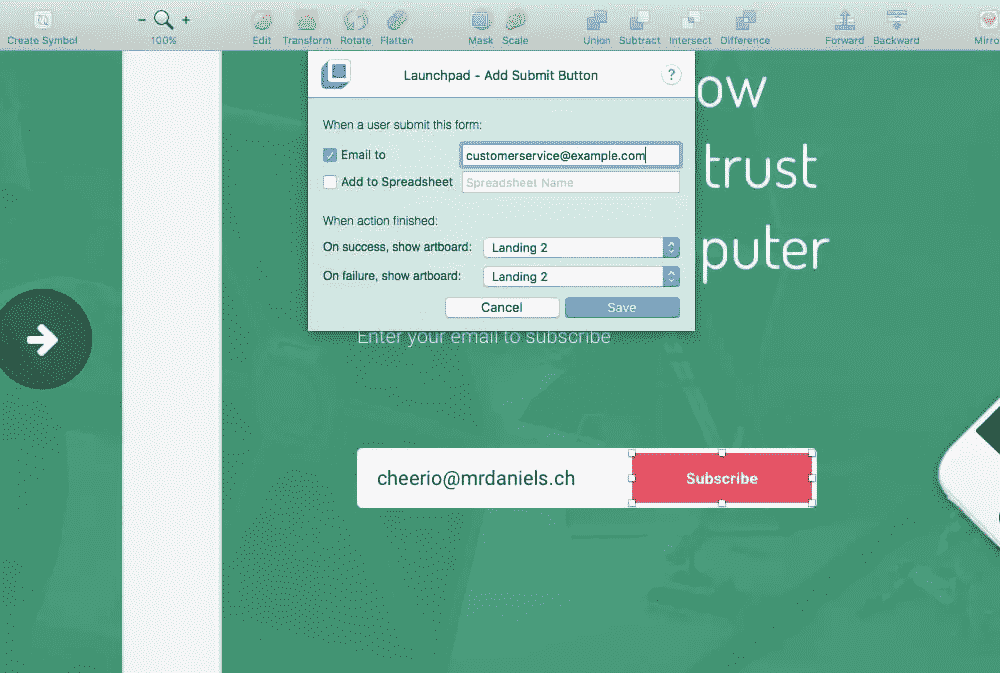 − +
Create Symbol 100% Edit Transform Rotate Flatten Mask Scale Union Subtract Intersect Difference Forward Backward Mirro
Launchpad - Add Submit Button ?
ow
When a user submit this form:
Email to customerservice@example.com
trust
Add to Spreadsheet Spreadsheet Name
When action finished:
On success, show artboard: Landing 2
puter
On failure, show artboard: Landing 2
Cancel Save
Enter your email to subscribe
cheerio@mrdaniels.ch Subscribe